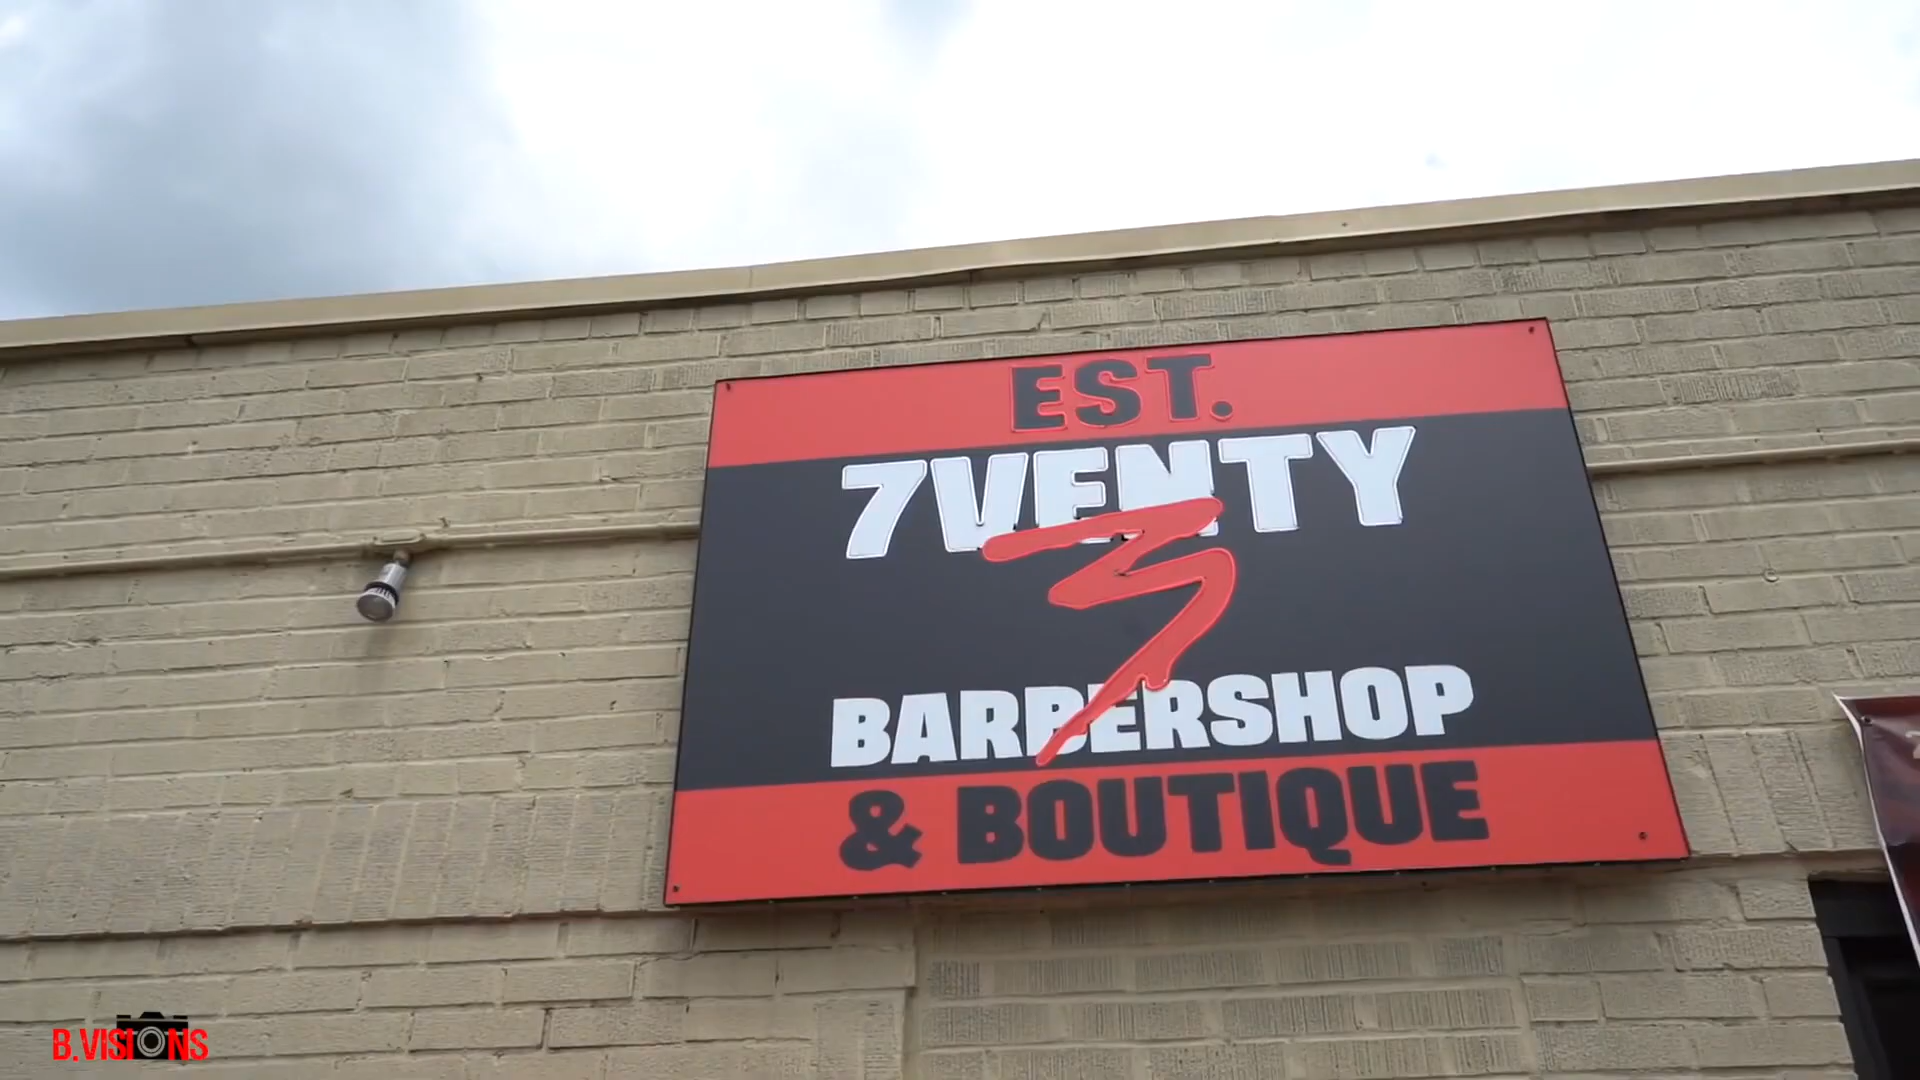 EST.
7VENTY
3
BARBERSHOP
& BOUTIQUE
B.VISIONS